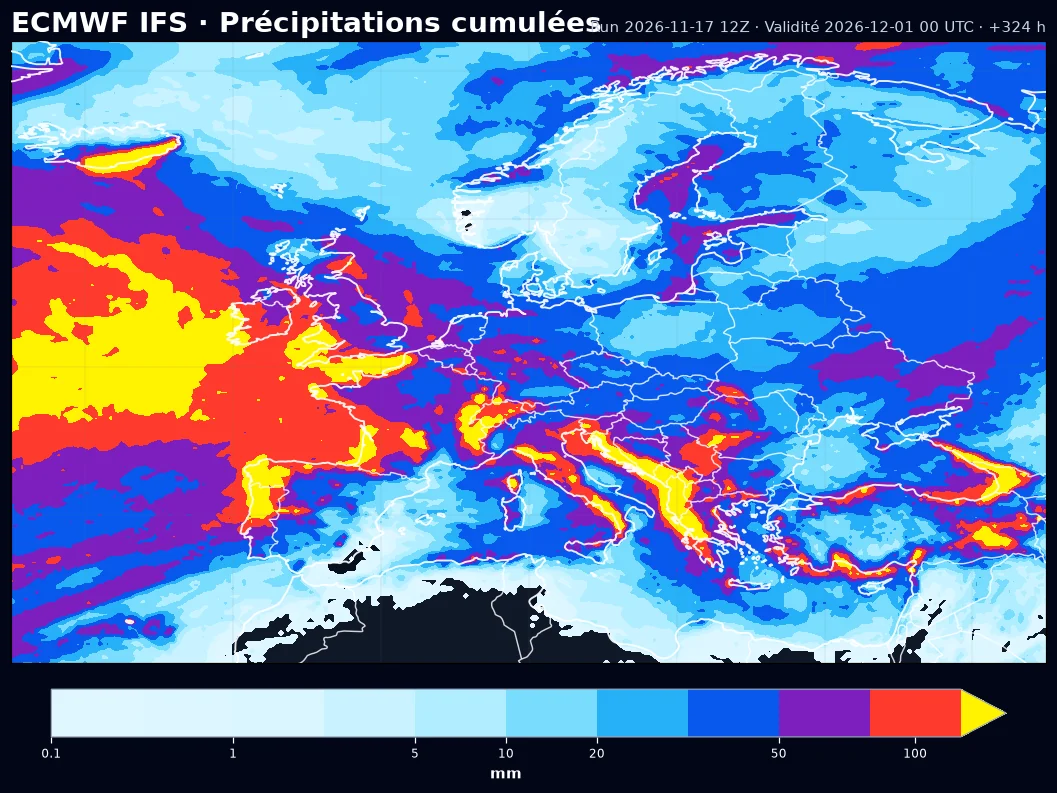 ECMWF IFS · Précipitations cumulées
Run 2026-11-17 12Z · Validité 2026-12-01 00 UTC · +324 h
0.1 1 5 10 20 50 100
mm